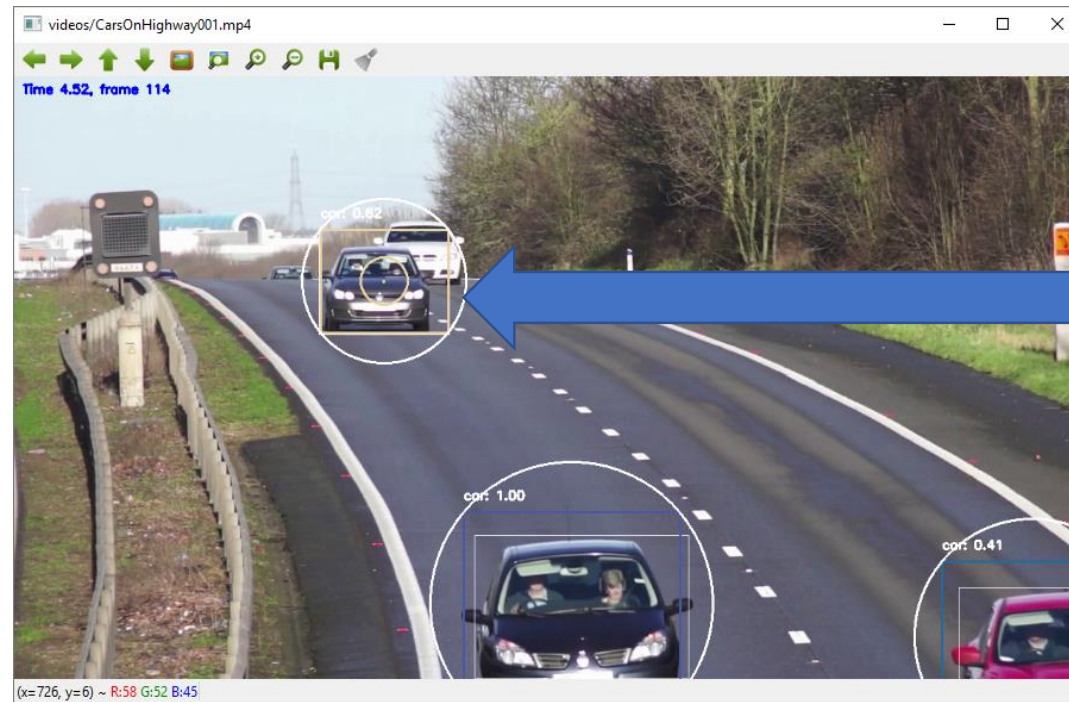 videos/CarsOnHighway001.mp4
Time 4.52, frame 114
car: 0.62
car: 1.00
car: 0.41
(x=726, y=6) ~ R:58 G:52 B:45